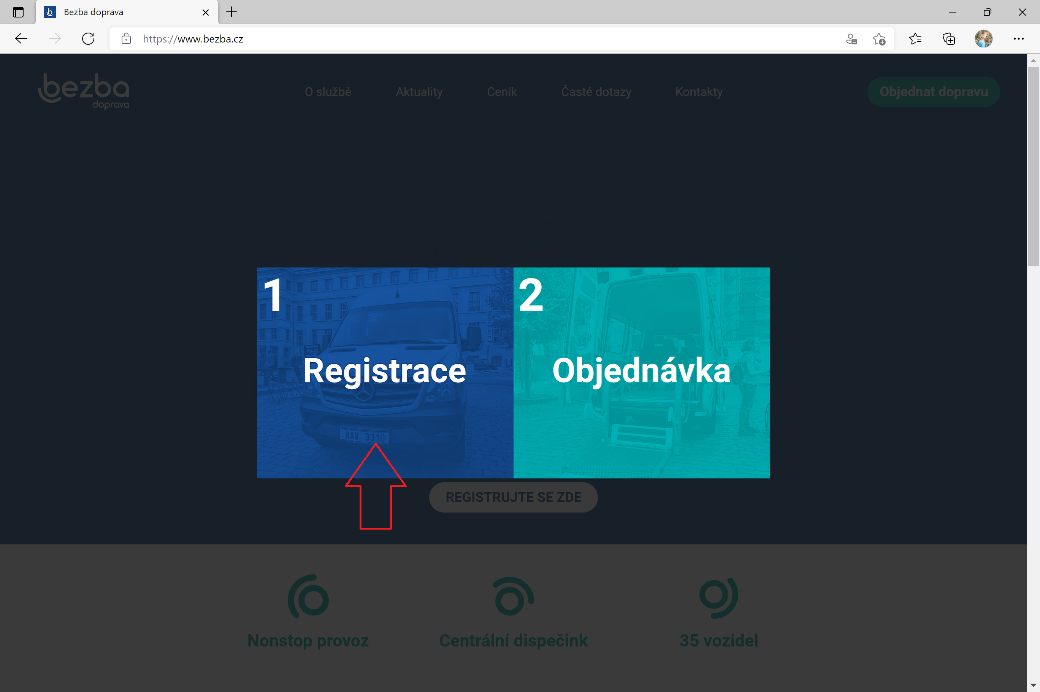 Bezba doprava
https://www.bezba.cz
bezba
doprava
O službě
Aktuality
Ceník
Časté dotazy
Kontakty
Objednat dopravu
1
Registrace
2
Objednávka
REGISTRUJTE SE ZDE
Nonstop provoz
Centrální dispečink
35 vozidel